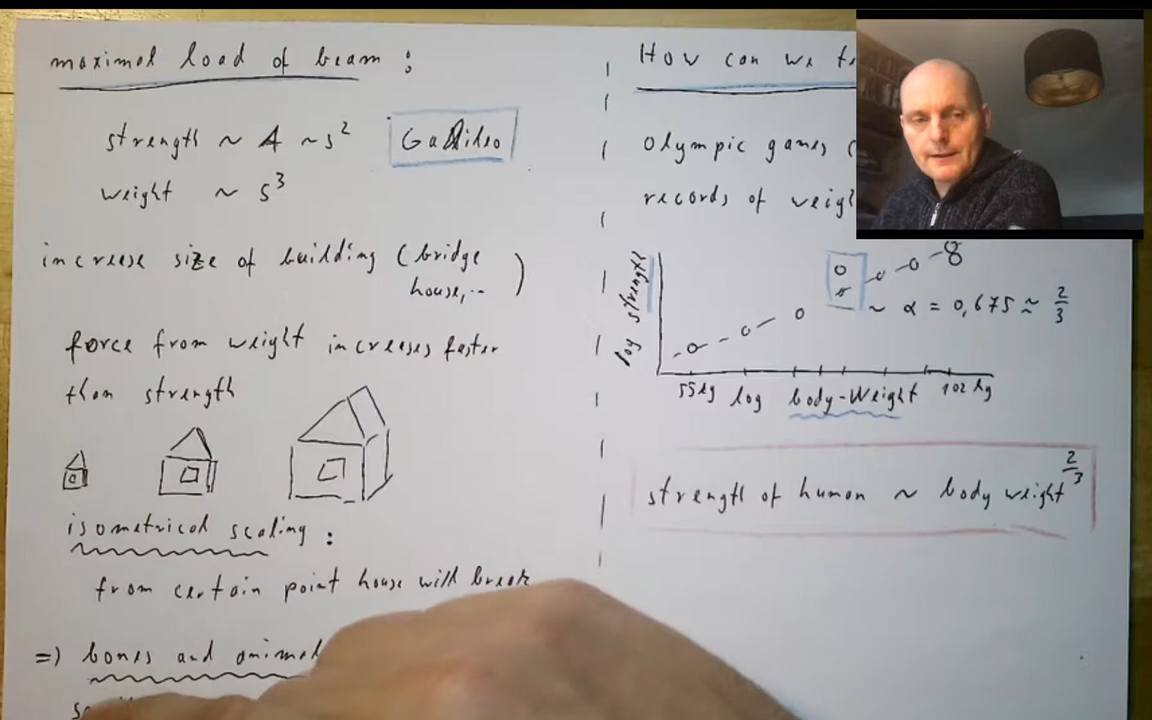 maximal load of beam :
strength ~ A ~ s²
Galileo
weight ~ s³
increase size of building (bridge
house, ..)
force from weight increases faster
than strength
isometrical scaling :
from certain point house will break
=) bones and animal
How can we
Olympic games (
records of
log strength
~ α = 0,675 ≈ 2/3
55kg log body-weight 102 kg
strength of human ~ body weight^2/3